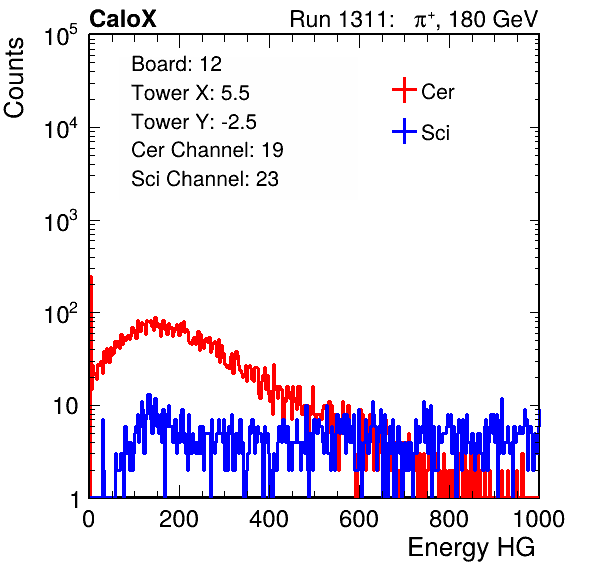 CaloX Run 1311: π⁺, 180 GeV
Board: 12
Tower X: 5.5
Tower Y: -2.5
Cer Channel: 19
Sci Channel: 23
Cer
Sci
Counts
10⁵
10⁴
10³
10²
10
1
0 200 400 600 800 1000
Energy HG